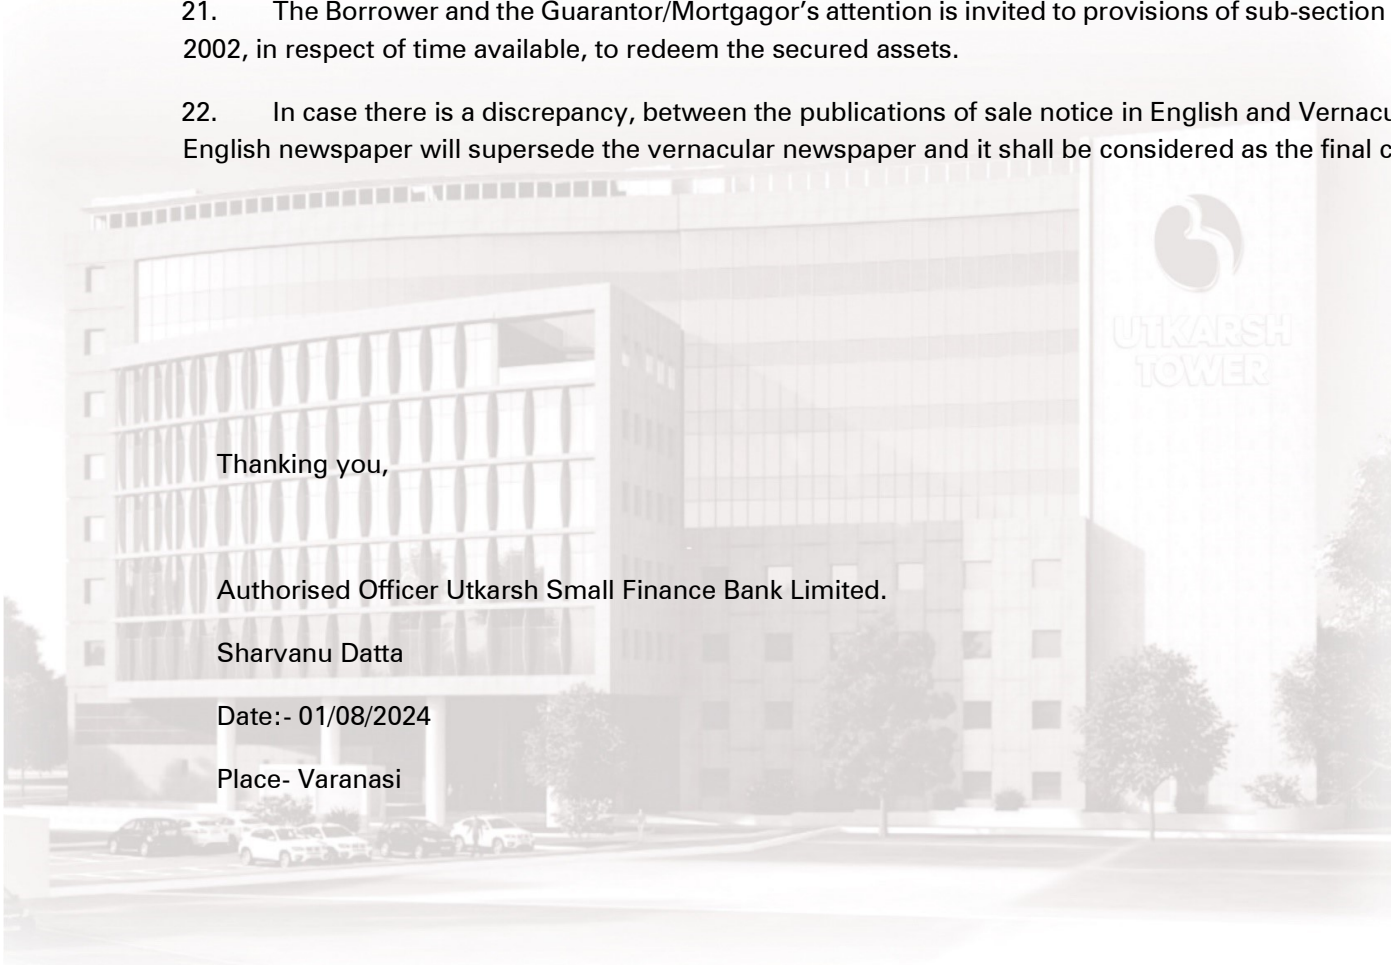 21. The Borrower and the Guarantor/Mortgagor’s attention is invited to provisions of sub-section
2002, in respect of time available, to redeem the secured assets.
22. In case there is a discrepancy, between the publications of sale notice in English and
English newspaper will supersede the vernacular newspaper and it shall be considered as the final
UTKARSH
TOWER
Thanking you,
Authorised Officer Utkarsh Small Finance Bank Limited.
Sharvanu Datta
Date:- 01/08/2024
Place- Varanasi